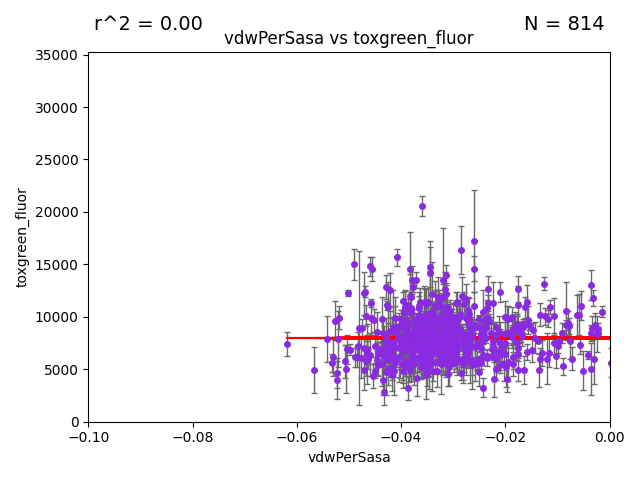 r^2 = 0.00
N = 814
vdwPerSasa vs toxgreen_fluor
35000
30000
25000
20000
15000
10000
5000
0
toxgreen_fluor
−0.10
−0.08
−0.06
−0.04
−0.02
0.00
vdwPerSasa